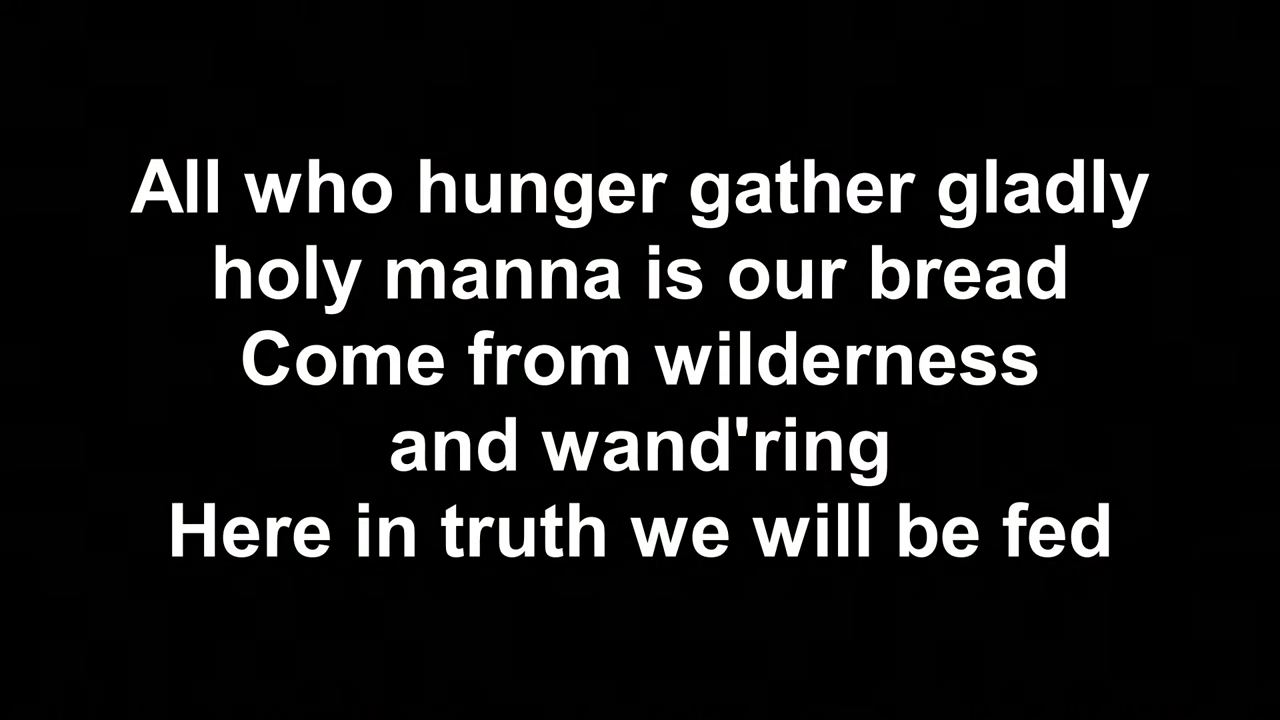 All who hunger gather gladly
holy manna is our bread
Come from wilderness
and wand'ring
Here in truth we will be fed